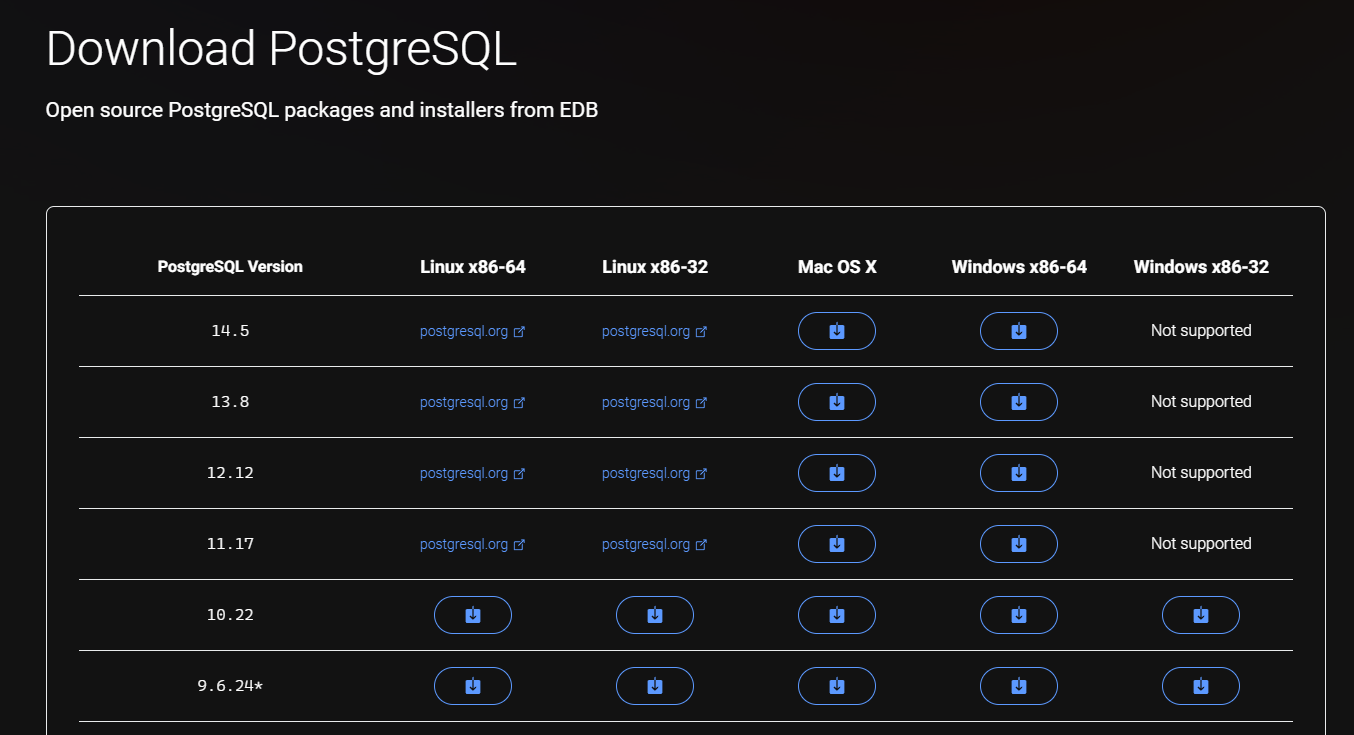 Download PostgreSQL
Open source PostgreSQL packages and installers from EDB
PostgreSQL Version Linux x86-64 Linux x86-32 Mac OS X Windows x86-64 Windows x86-32
14.5 postgresql.org postgresql.org Not supported
13.8 postgresql.org postgresql.org Not supported
12.12 postgresql.org postgresql.org Not supported
11.17 postgresql.org postgresql.org Not supported
10.22
9.6.24*